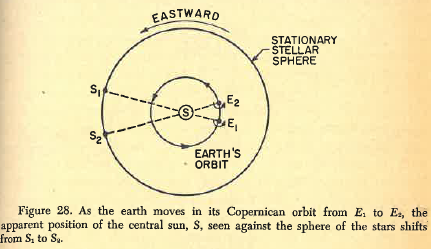 EASTWARD
STATIONARY
STELLAR
SPHERE
S₁
E₂
S
E₁
S₂
EARTH'S
ORBIT
Figure 28. As the earth moves in its Copernican orbit from E₁ to E₂, the
apparent position of the central sun, S, seen against the sphere of the stars shifts
from S₁ to S₂.